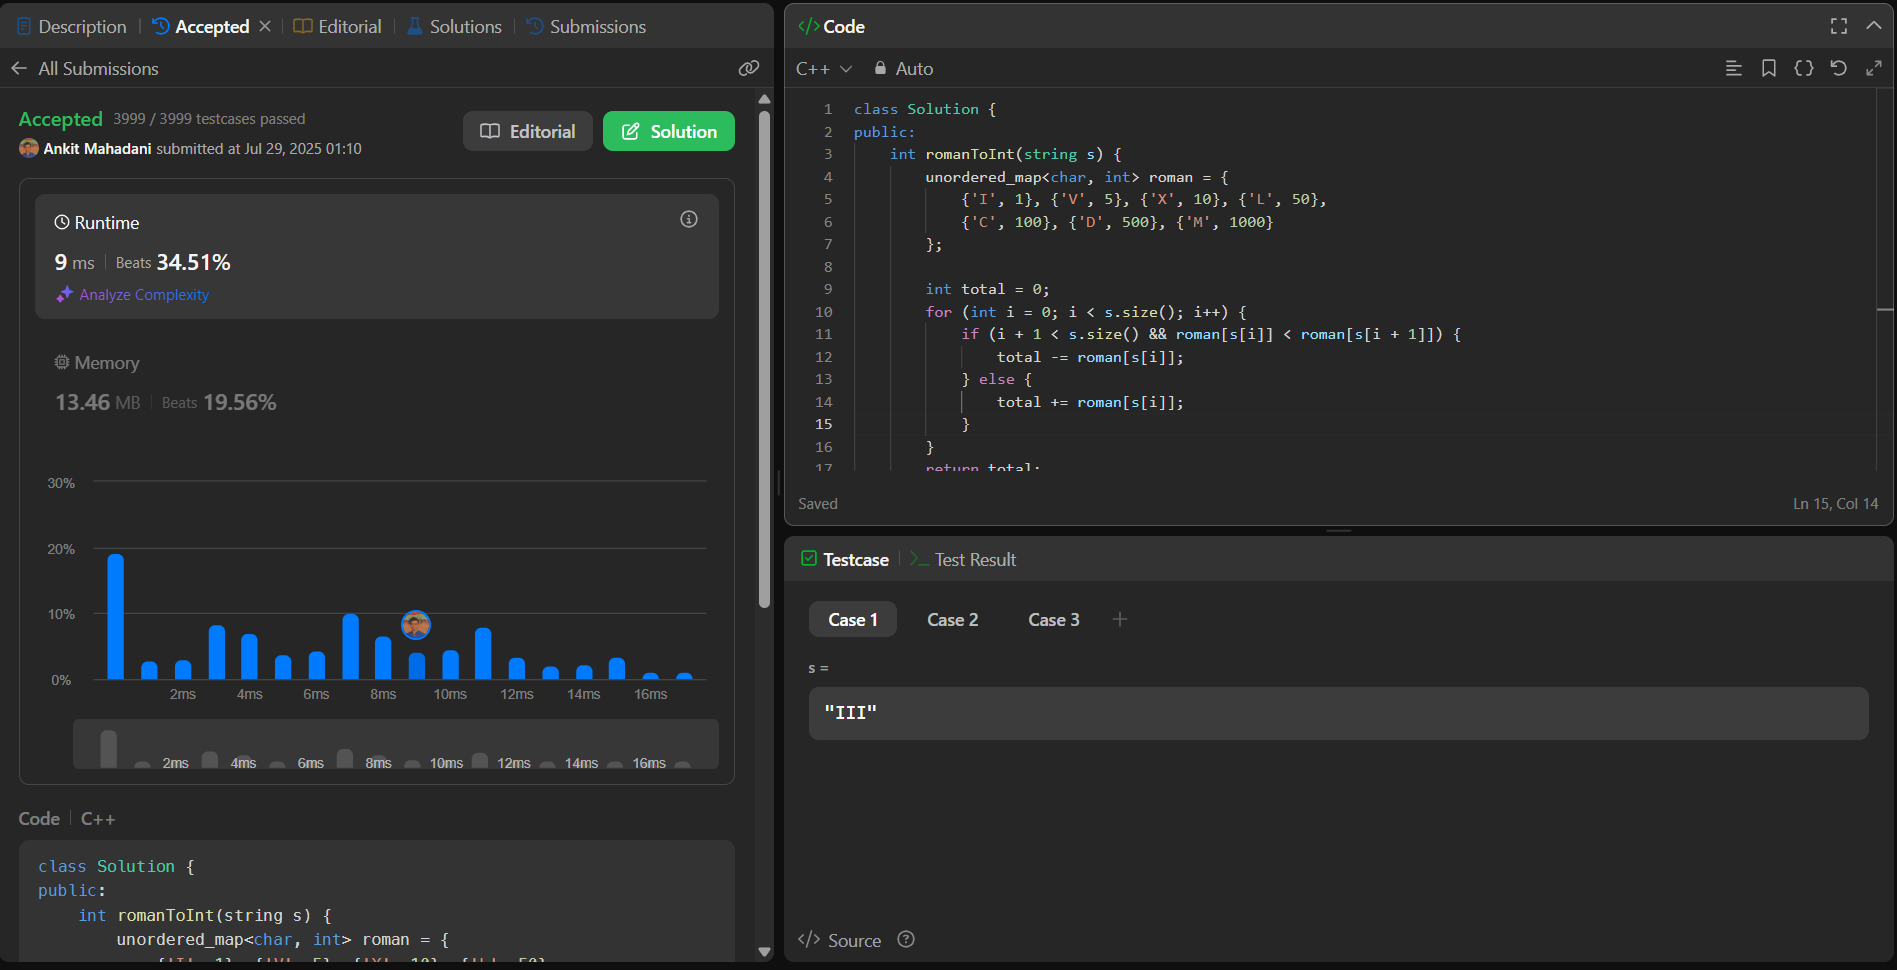 Description
Accepted
Editorial
Solutions
Submissions
All Submissions
Accepted 3999 / 3999 testcases passed
Ankit Mahadani submitted at Jul 29, 2025 01:10
Editorial
Solution
Runtime
9 ms Beats 34.51%
Analyze Complexity
Memory
13.46 MB Beats 19.56%
30%
20%
10%
0%
2ms 4ms 6ms 8ms 10ms 12ms 14ms 16ms
2ms 4ms 6ms 8ms 10ms 12ms 14ms 16ms
Code C++
class Solution {
public:
int romanToInt(string s) {
unordered_map<char, int> roman = {
{'I', 1}, {'V', 5}, {'X', 10}, {'L', 50},
</> Code
C++ Auto
1 class Solution {
2 public:
3 int romanToInt(string s) {
4 unordered_map<char, int> roman = {
5 {'I', 1}, {'V', 5}, {'X', 10}, {'L', 50},
6 {'C', 100}, {'D', 500}, {'M', 1000}
7 };
8
9 int total = 0;
10 for (int i = 0; i < s.size(); i++) {
11 if (i + 1 < s.size() && roman[s[i]] < roman[s[i + 1]]) {
12 total -= roman[s[i]];
13 } else {
14 total += roman[s[i]];
15 }
16 }
17 return total;
Saved
Ln 15, Col 14
Testcase
>_ Test Result
Case 1 Case 2 Case 3 +
s =
"III"
</> Source ?